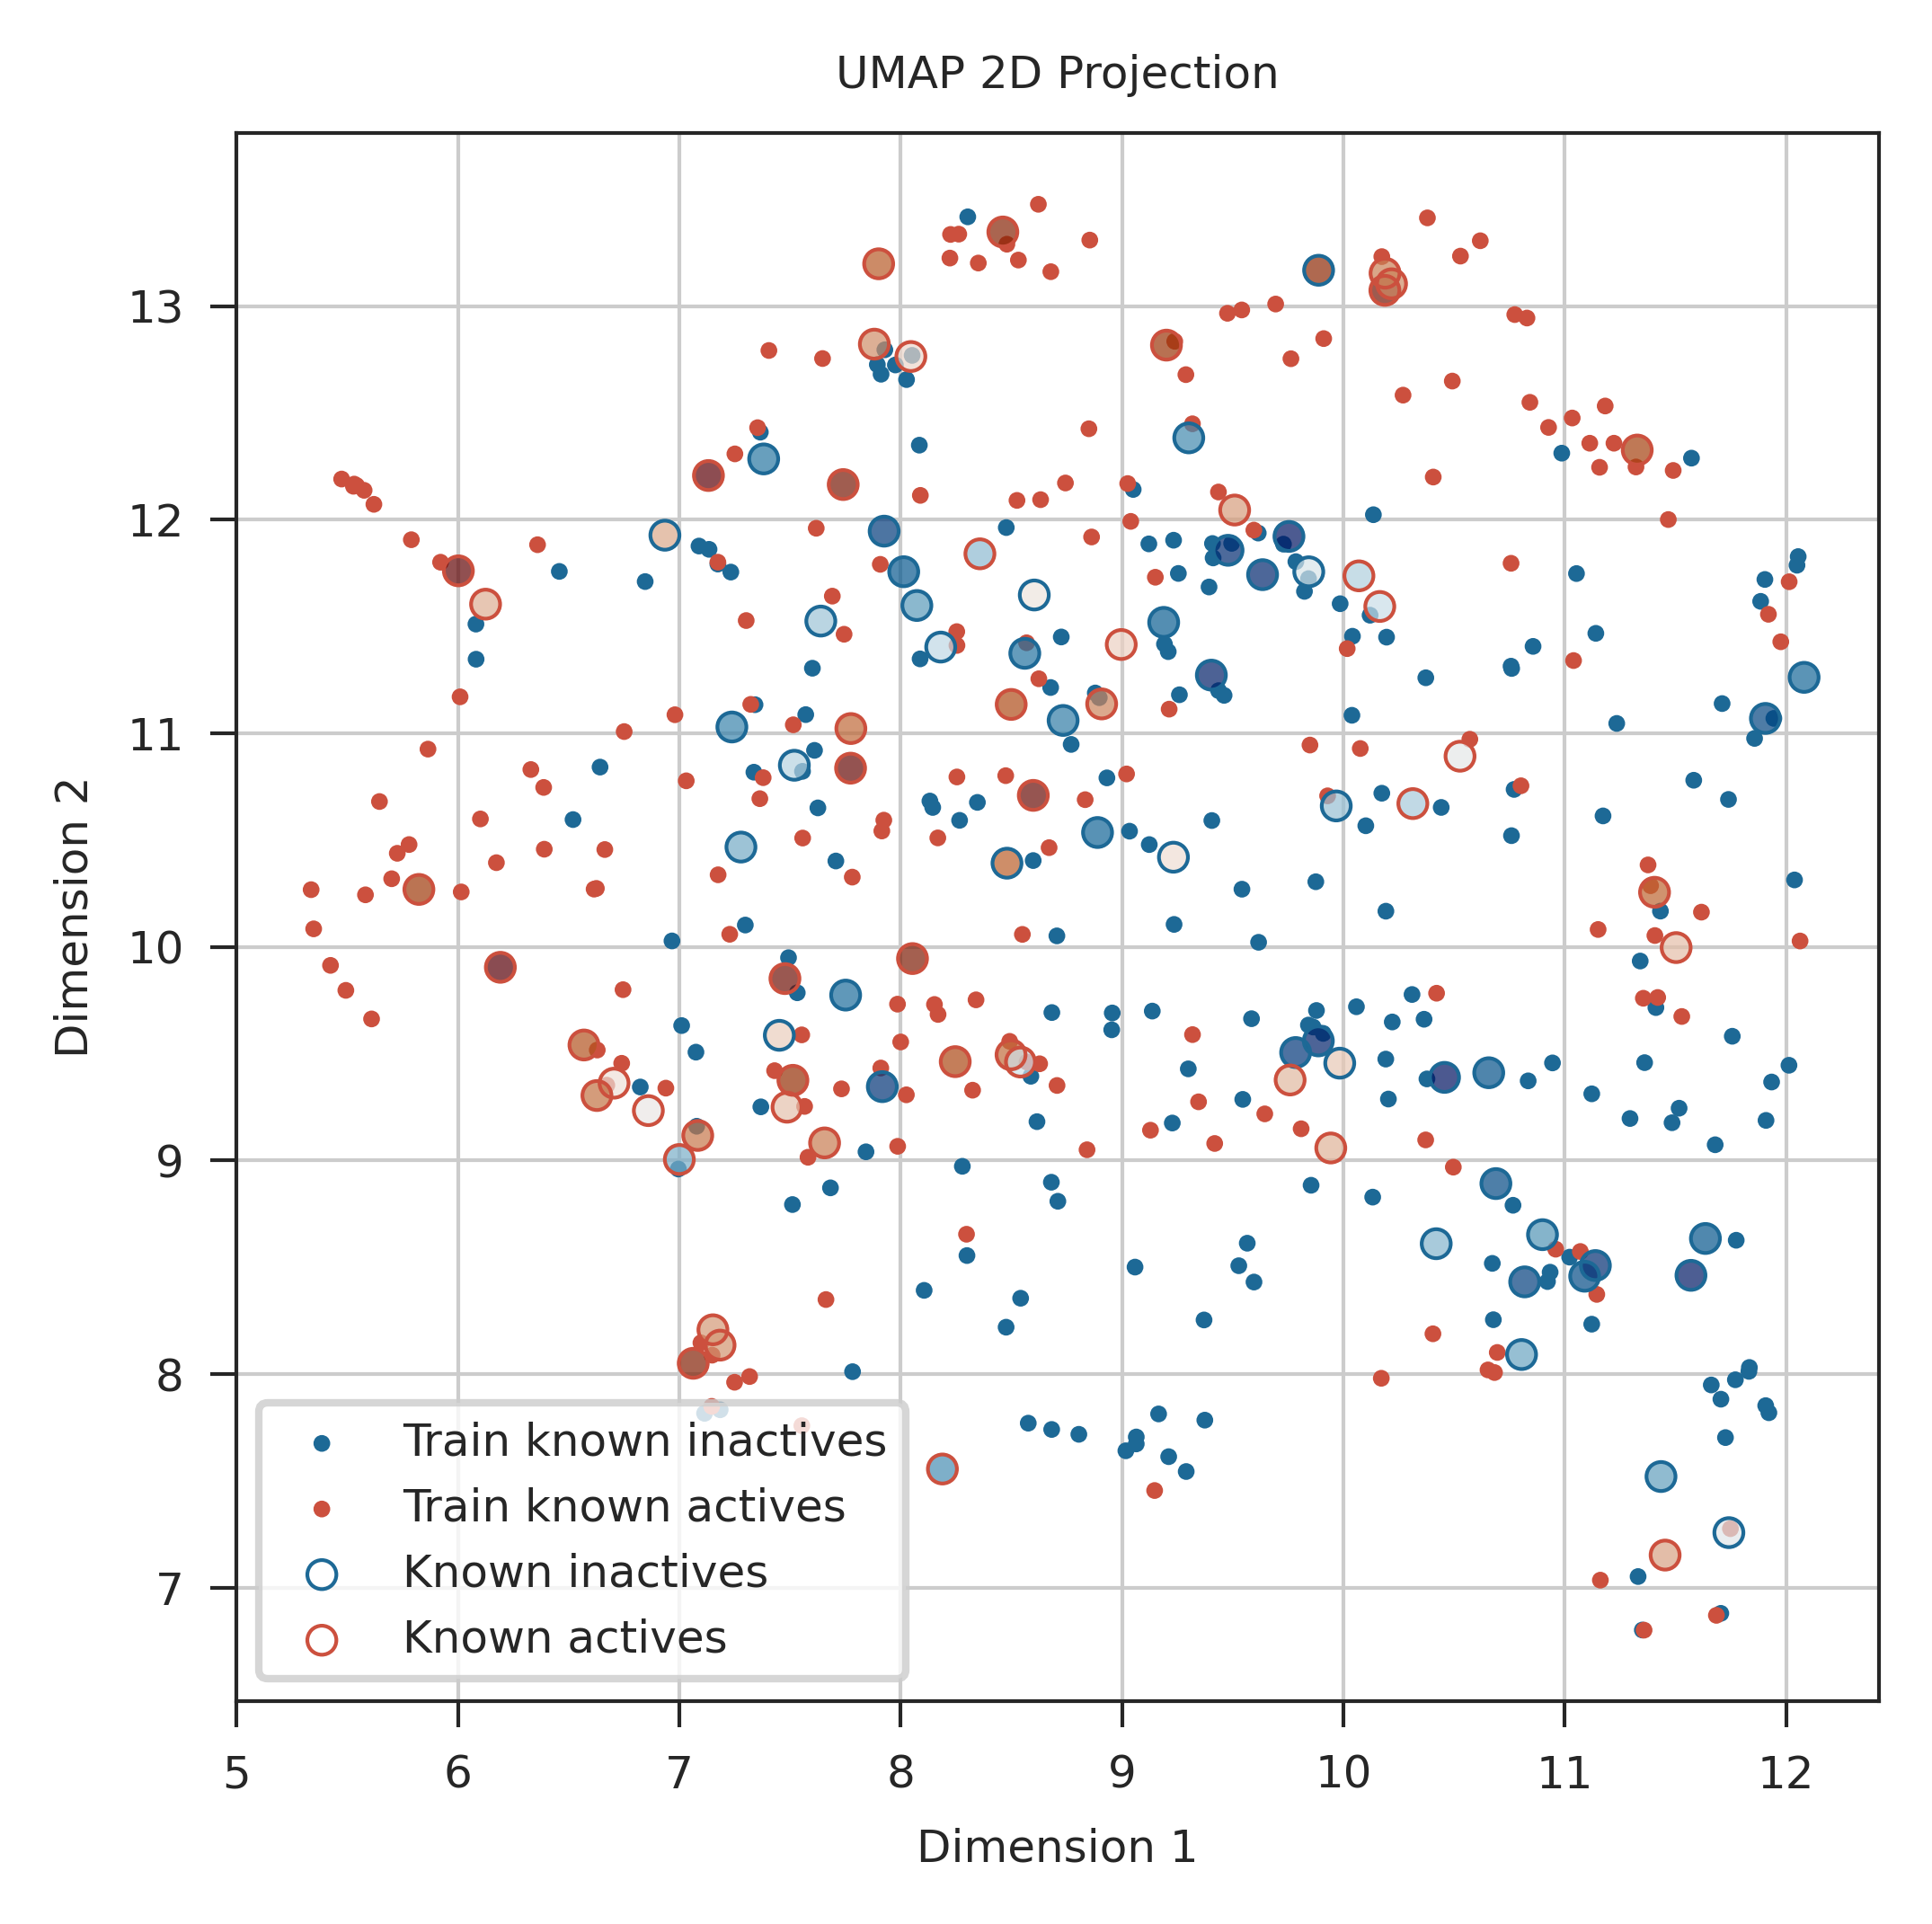 UMAP 2D Projection
13
12
11
10
9
8
7
Dimension 2
Train known inactives
Train known actives
Known inactives
Known actives
5 6 7 8 9 10 11 12
Dimension 1